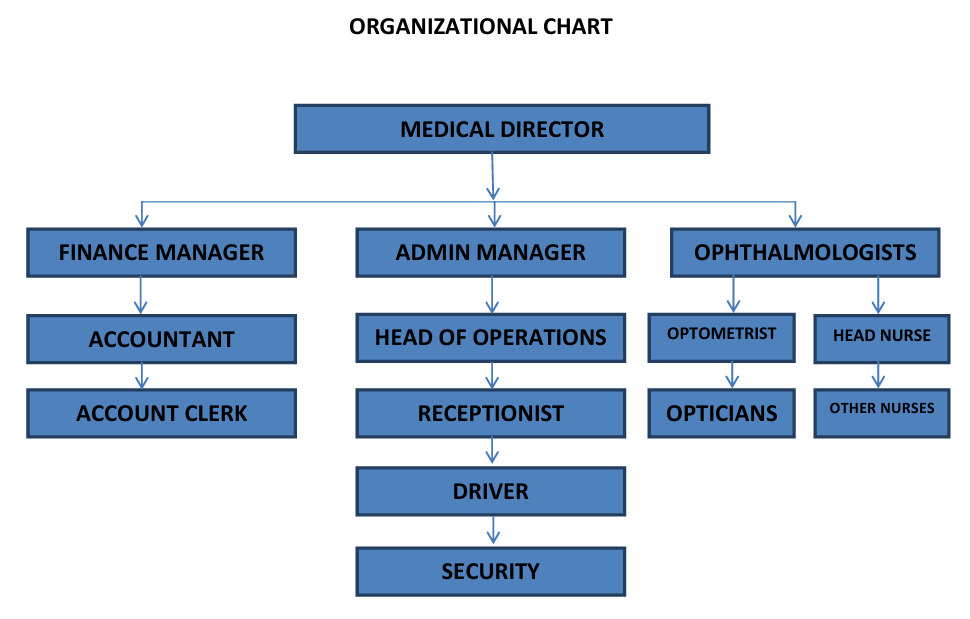 ORGANIZATIONAL CHART
MEDICAL DIRECTOR
FINANCE MANAGER
ADMIN MANAGER
OPHTHALMOLOGISTS
ACCOUNTANT
HEAD OF OPERATIONS
OPTOMETRIST
HEAD NURSE
ACCOUNT CLERK
RECEPTIONIST
OPTICIANS
OTHER NURSES
DRIVER
SECURITY